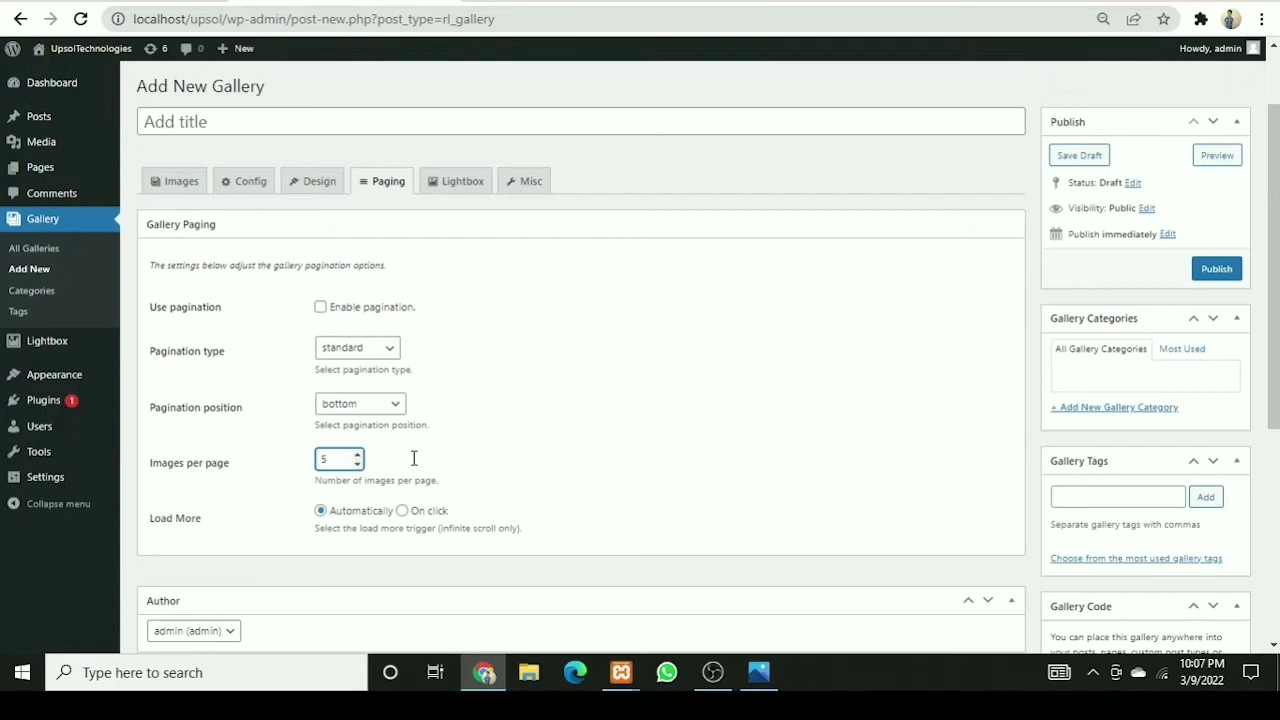 localhost/upsol/wp-admin/post-new.php?post_type=rl_gallery
UpsolTechnologies 6 0 New Howdy, admin
Dashboard
Posts
Media
Pages
Comments
Gallery
All Galleries
Add New
Categories
Tags
Lightbox
Appearance
Plugins 1
Users
Tools
Settings
Collapse menu
Add New Gallery
Add title
Images Config Design Paging Lightbox Misc
Gallery Paging
The settings below adjust the gallery pagination options.
Use pagination Enable pagination.
Pagination type standard
Select pagination type.
Pagination position bottom
Select pagination position.
Images per page 5
Number of images per page.
Load More Automatically On click
Select the load more trigger (infinite scroll only).
Author
admin (admin)
Publish
Save Draft Preview
Status: Draft Edit
Visibility: Public Edit
Publish immediately Edit
Publish
Gallery Categories
All Gallery Categories Most Used
+ Add New Gallery Category
Gallery Tags
Add
Separate gallery tags with commas
Choose from the most used gallery tags
Gallery Code
You can place this gallery anywhere into
your posts, pages, custom post types or
Type here to search
10:07 PM
3/9/2022